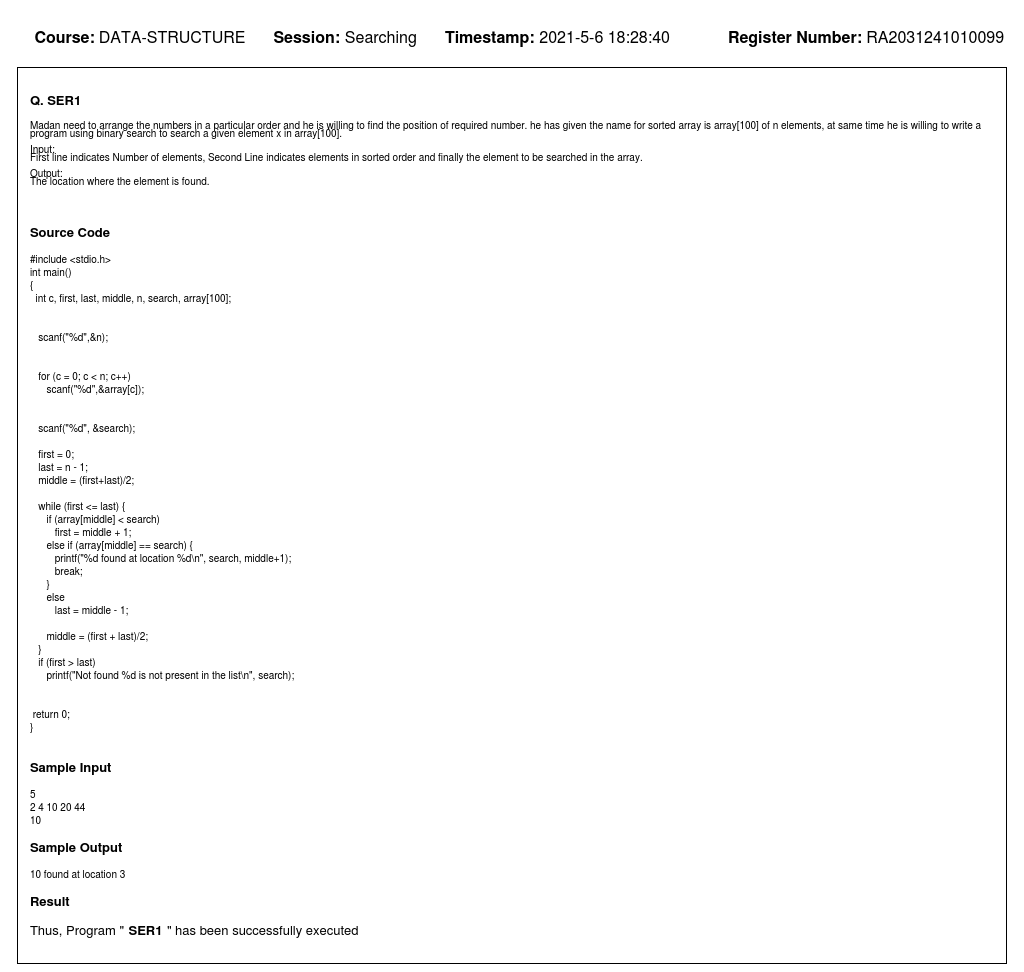 Course: DATA-STRUCTURE Session: Searching Timestamp: 2021-5-6 18:28:40 Register Number: RA2031241010099
Q. SER1
Madan need to arrange the numbers in a particular order and he is willing to find the position of required number. he has given the name for sorted array is array[100] of n elements, at same time he is willing to write a
program using binary search to search a given element x in array[100].
Input:
First line indicates Number of elements, Second Line indicates elements in sorted order and finally the element to be searched in the array.
Output:
The location where the element is found.
Source Code
#include <stdio.h>
int main()
{
int c, first, last, middle, n, search, array[100];
scanf("%d",&n);
for (c = 0; c < n; c++)
scanf("%d",&array[c]);
scanf("%d", &search);
first = 0;
last = n - 1;
middle = (first+last)/2;
while (first <= last) {
if (array[middle] < search)
first = middle + 1;
else if (array[middle] == search) {
printf("%d found at location %d\n", search, middle+1);
break;
}
else
last = middle - 1;
middle = (first + last)/2;
}
if (first > last)
printf("Not found %d is not present in the list\n", search);
return 0;
}
Sample Input
5
2 4 10 20 44
10
Sample Output
10 found at location 3
Result
Thus, Program " SER1 " has been successfully executed